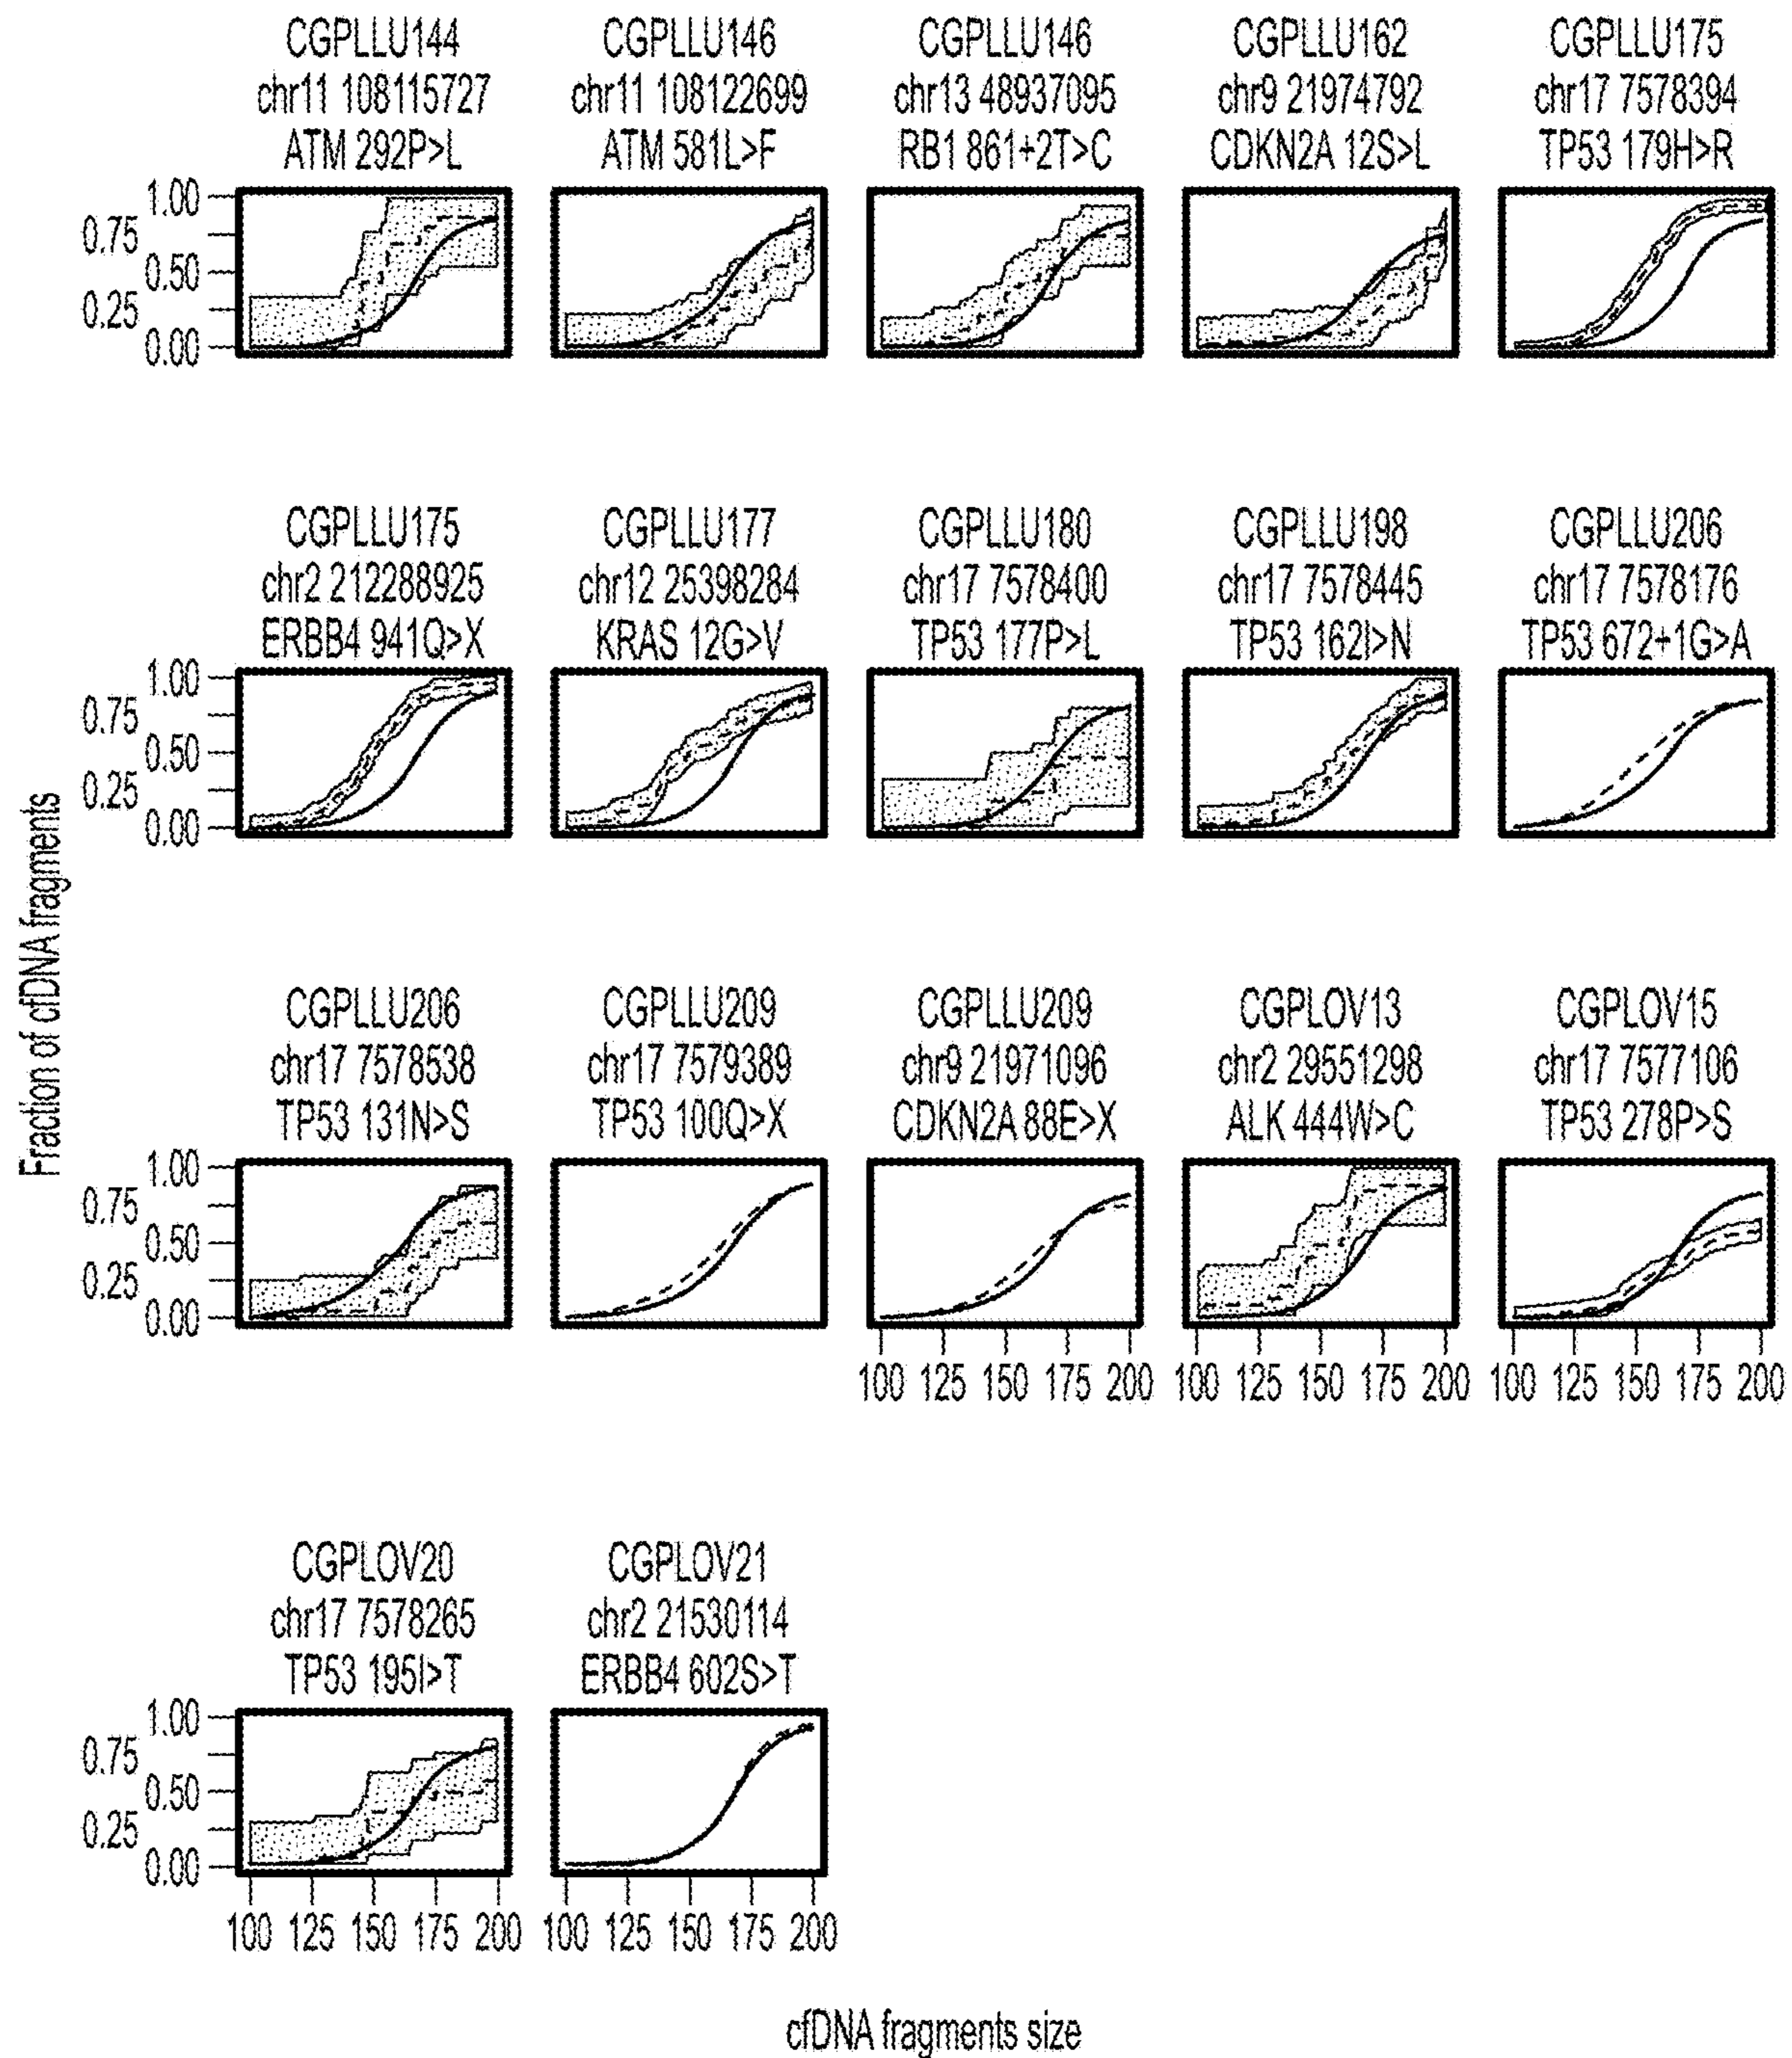 CGPLLU144
chr11 108115727
ATM 292P>L
CGPLLU146
chr11 108122699
ATM 581L>F
CGPLLU146
chr13 48937095
RB1 861+2T>C
CGPLLU162
chr9 21974792
CDKN2A 12S>L
CGPLLU175
chr17 7578394
TP53 179H>R
1.00
0.75
0.50
0.25
0.00
CGPLLU175
chr2 212288925
ERBB4 941Q>X
CGPLLU177
chr12 25398284
KRAS 12G>V
CGPLLU180
chr17 7578400
TP53 177P>L
CGPLLU198
chr17 7578445
TP53 162I>N
CGPLLU206
chr17 7578176
TP53 672+1G>A
1.00
0.75
0.50
0.25
0.00
Fraction of cfDNA fragments
CGPLLU206
chr17 7578538
TP53 131N>S
CGPLLU209
chr17 7579389
TP53 100Q>X
CGPLLU209
chr9 21971096
CDKN2A 88E>X
CGPLOV13
chr2 29551298
ALK 444W>C
CGPLOV15
chr17 7577106
TP53 278P>S
1.00
0.75
0.50
0.25
0.00
100 125 150 175 200
100 125 150 175 200
100 125 150 175 200
CGPLOV20
chr17 7578265
TP53 195I>T
CGPLOV21
chr2 21530114
ERBB4 602S>T
1.00
0.75
0.50
0.25
0.00
100 125 150 175 200
100 125 150 175 200
cfDNA fragments size